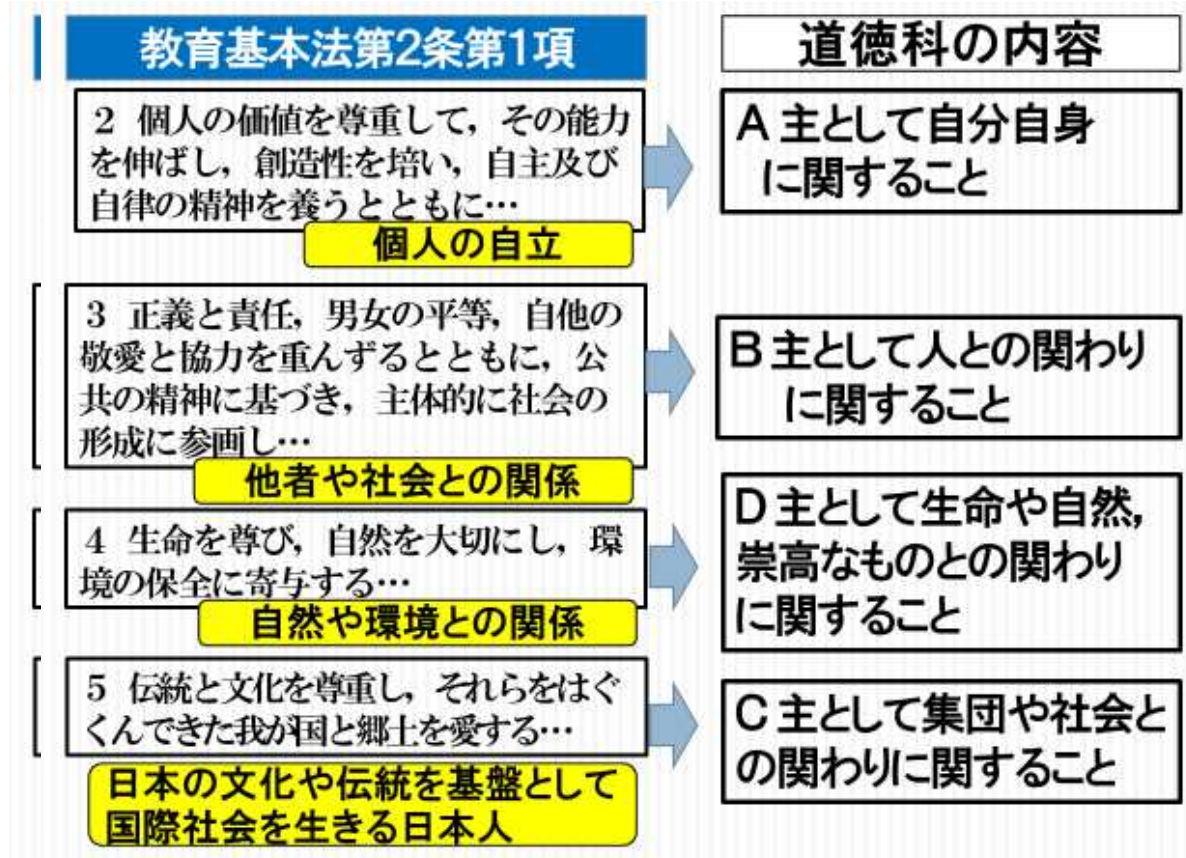 教育基本法第2条第1項
道徳科の内容
2 個人の価値を尊重して，その能力
を伸ばし，創造性を培い，自主及び
自律の精神を養うとともに…
個人の自立
A 主として自分自身
に関すること
3 正義と責任，男女の平等，自他の
敬愛と協力を重んずるとともに，公
共の精神に基づき，主体的に社会の
形成に参画し…
他者や社会との関係
B 主として人との関わり
に関すること
4 生命を尊び，自然を大切にし，環
境の保全に寄与する…
自然や環境との関係
D 主として生命や自然，
崇高なものとの関わり
に関すること
5 伝統と文化を尊重し，それらをはぐ
くんできた我が国と郷土を愛する…
日本の文化や伝統を基盤として
国際社会を生きる日本人
C 主として集団や社会と
の関わりに関すること